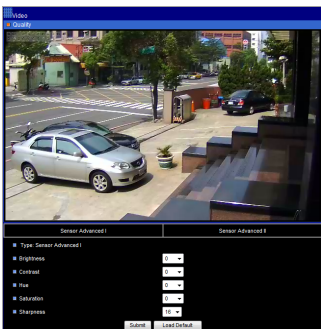 Video
Quality
Sensor Advanced I
Sensor Advanced II
Type: Sensor Advanced I
Brightness
0
Contrast
0
Hue
0
Saturation
0
Sharpness
16
Submit
Load Default